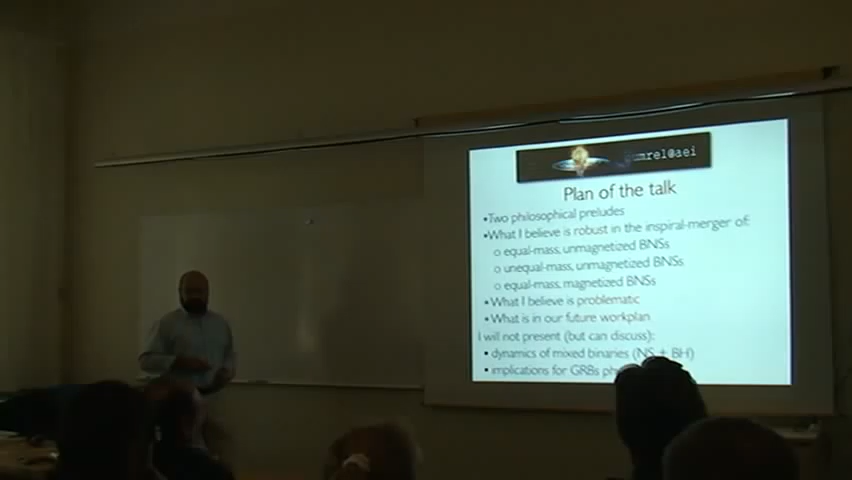 mrel@aei
Plan of the talk
•Two philosophical preludes
•What I believe is robust in the inspiral-merger of:
o equal-mass, unmagnetized BNSs
o unequal-mass, unmagnetized BNSs
o equal-mass, magnetized BNSs
• What I believe is problematic
• What is in our future workplan
I will not present (but can discuss):
• dynamics of mixed binaries (NS + BH)
• implications for GRBs